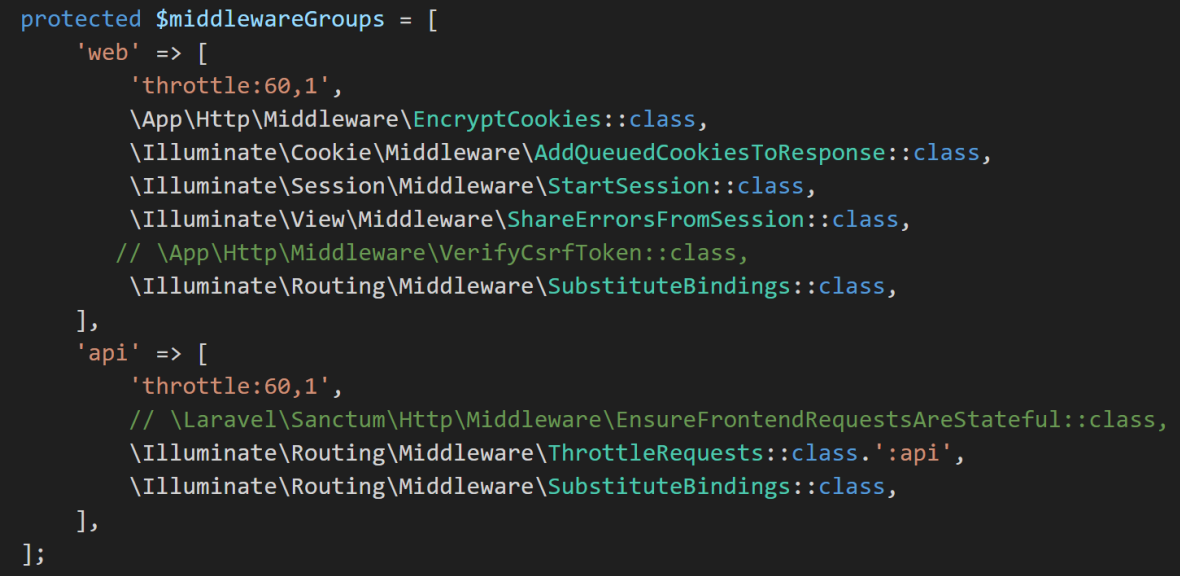 protected $middlewareGroups = [
    'web' => [
        'throttle:60,1',
        \App\Http\Middleware\EncryptCookies::class,
        \Illuminate\Cookie\Middleware\AddQueuedCookiesToResponse::class,
        \Illuminate\Session\Middleware\StartSession::class,
        \Illuminate\View\Middleware\ShareErrorsFromSession::class,
       // \App\Http\Middleware\VerifyCsrfToken::class,
        \Illuminate\Routing\Middleware\SubstituteBindings::class,
    ],
    'api' => [
        'throttle:60,1',
        // \Laravel\Sanctum\Http\Middleware\EnsureFrontendRequestsAreStateful::class,
        \Illuminate\Routing\Middleware\ThrottleRequests::class.':api',
        \Illuminate\Routing\Middleware\SubstituteBindings::class,
    ],
];